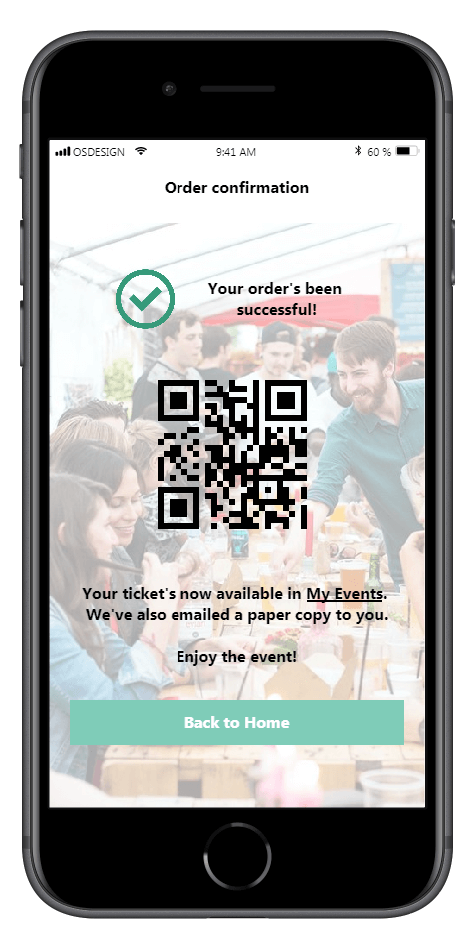 OSDESIGN 9:41 AM 60 %
Order confirmation
Your order's been
successful!
Your ticket's now available in My Events.
We've also emailed a paper copy to you.
Enjoy the event!
Back to Home